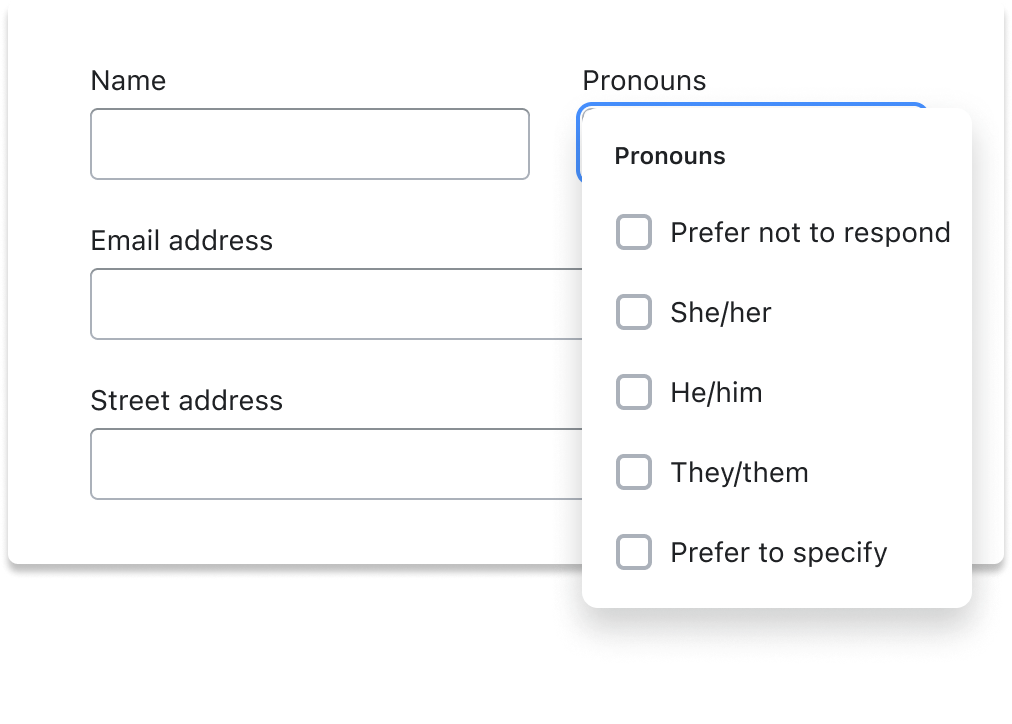 Name
Pronouns
Pronouns
Prefer not to respond
She/her
He/him
They/them
Prefer to specify
Email address
Street address